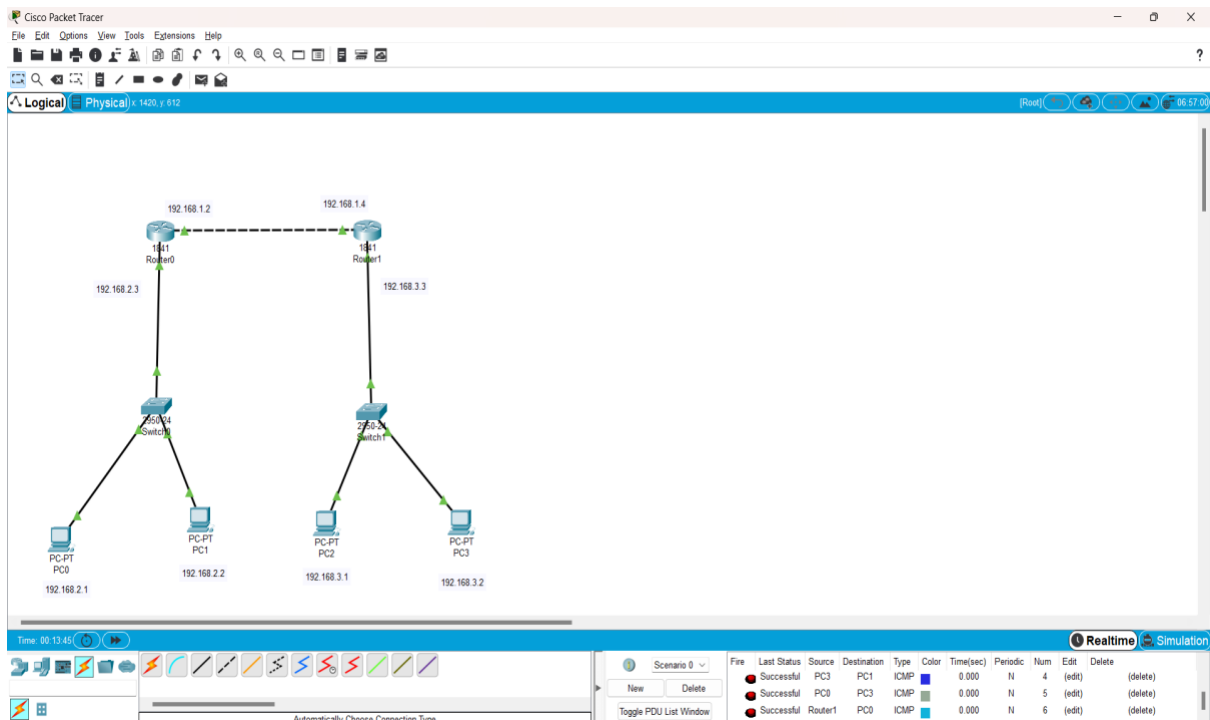 Cisco Packet Tracer
File Edit Options View Tools Extensions Help
?
Logical Physical x: 1420, y: 612 [Root] 06:57:00
192.168.1.2 192.168.1.4
1841 1841
Router0 Router1
192.168.2.3 192.168.3.3
2950-24 2950-24
Switch0 Switch1
PC-PT PC-PT PC-PT PC-PT
PC0 PC1 PC2 PC3
192.168.2.1 192.168.2.2 192.168.3.1 192.168.3.2
Time: 00:13:45 Realtime Simulation
Scenario 0
New Delete
Toggle PDU List Window
Fire Last Status Source Destination Type Color Time(sec) Periodic Num Edit Delete
Successful PC3 PC1 ICMP 0.000 N 4 (edit) (delete)
Successful PC0 PC3 ICMP 0.000 N 5 (edit) (delete)
Successful Router1 PC0 ICMP 0.000 N 6 (edit) (delete)
Automatically Choose Connection Type